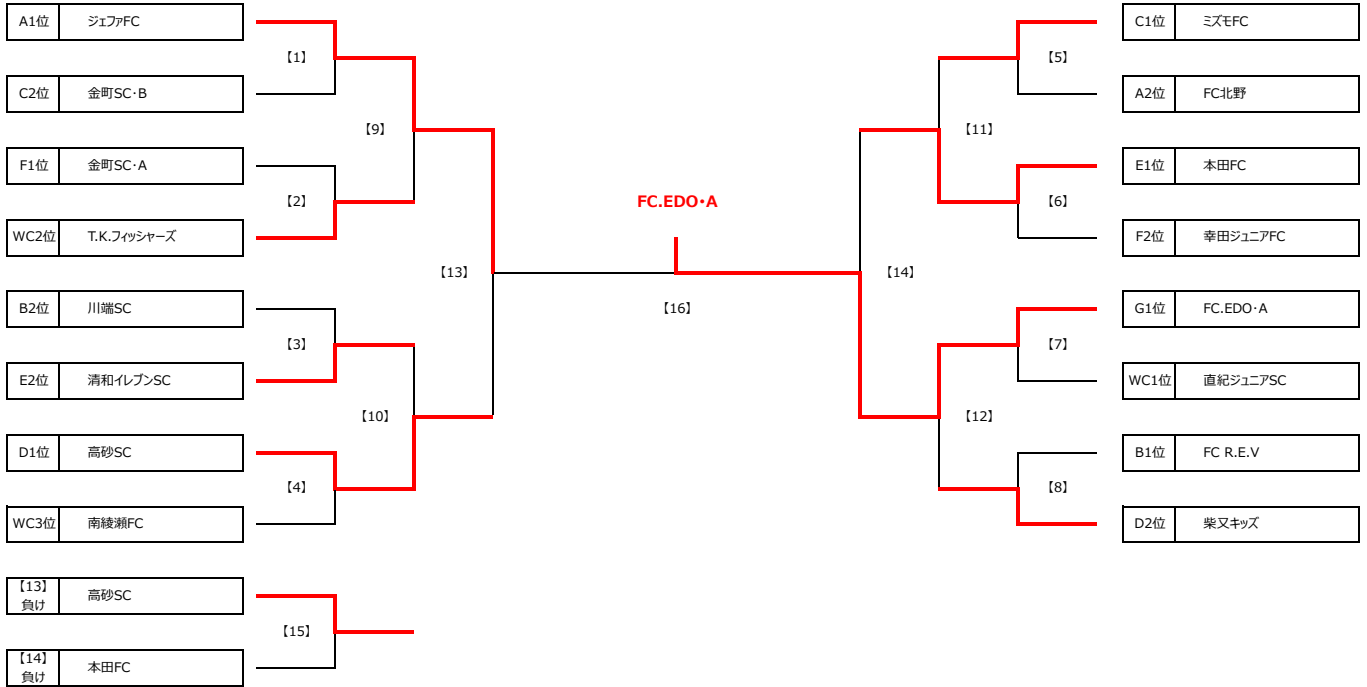 A1位 ジェファFC
【1】
C2位 金町SC・B
【9】
F1位 金町SC・A
【2】
WC2位 T.K.フィッシャーズ
【13】
B2位 川端SC
【3】
E2位 清和イレブンSC
【10】
D1位 高砂SC
【4】
WC3位 南綾瀬FC
【13】
負け
高砂SC
【15】
【14】
負け
本田FC
FC.EDO・A
【16】
C1位 ミズモFC
【5】
A2位 FC北野
【11】
E1位 本田FC
【6】
F2位 幸田ジュニアFC
【14】
G1位 FC.EDO・A
【7】
WC1位 直紀ジュニアSC
【12】
B1位 FC R.E.V
【8】
D2位 柴又キッズ